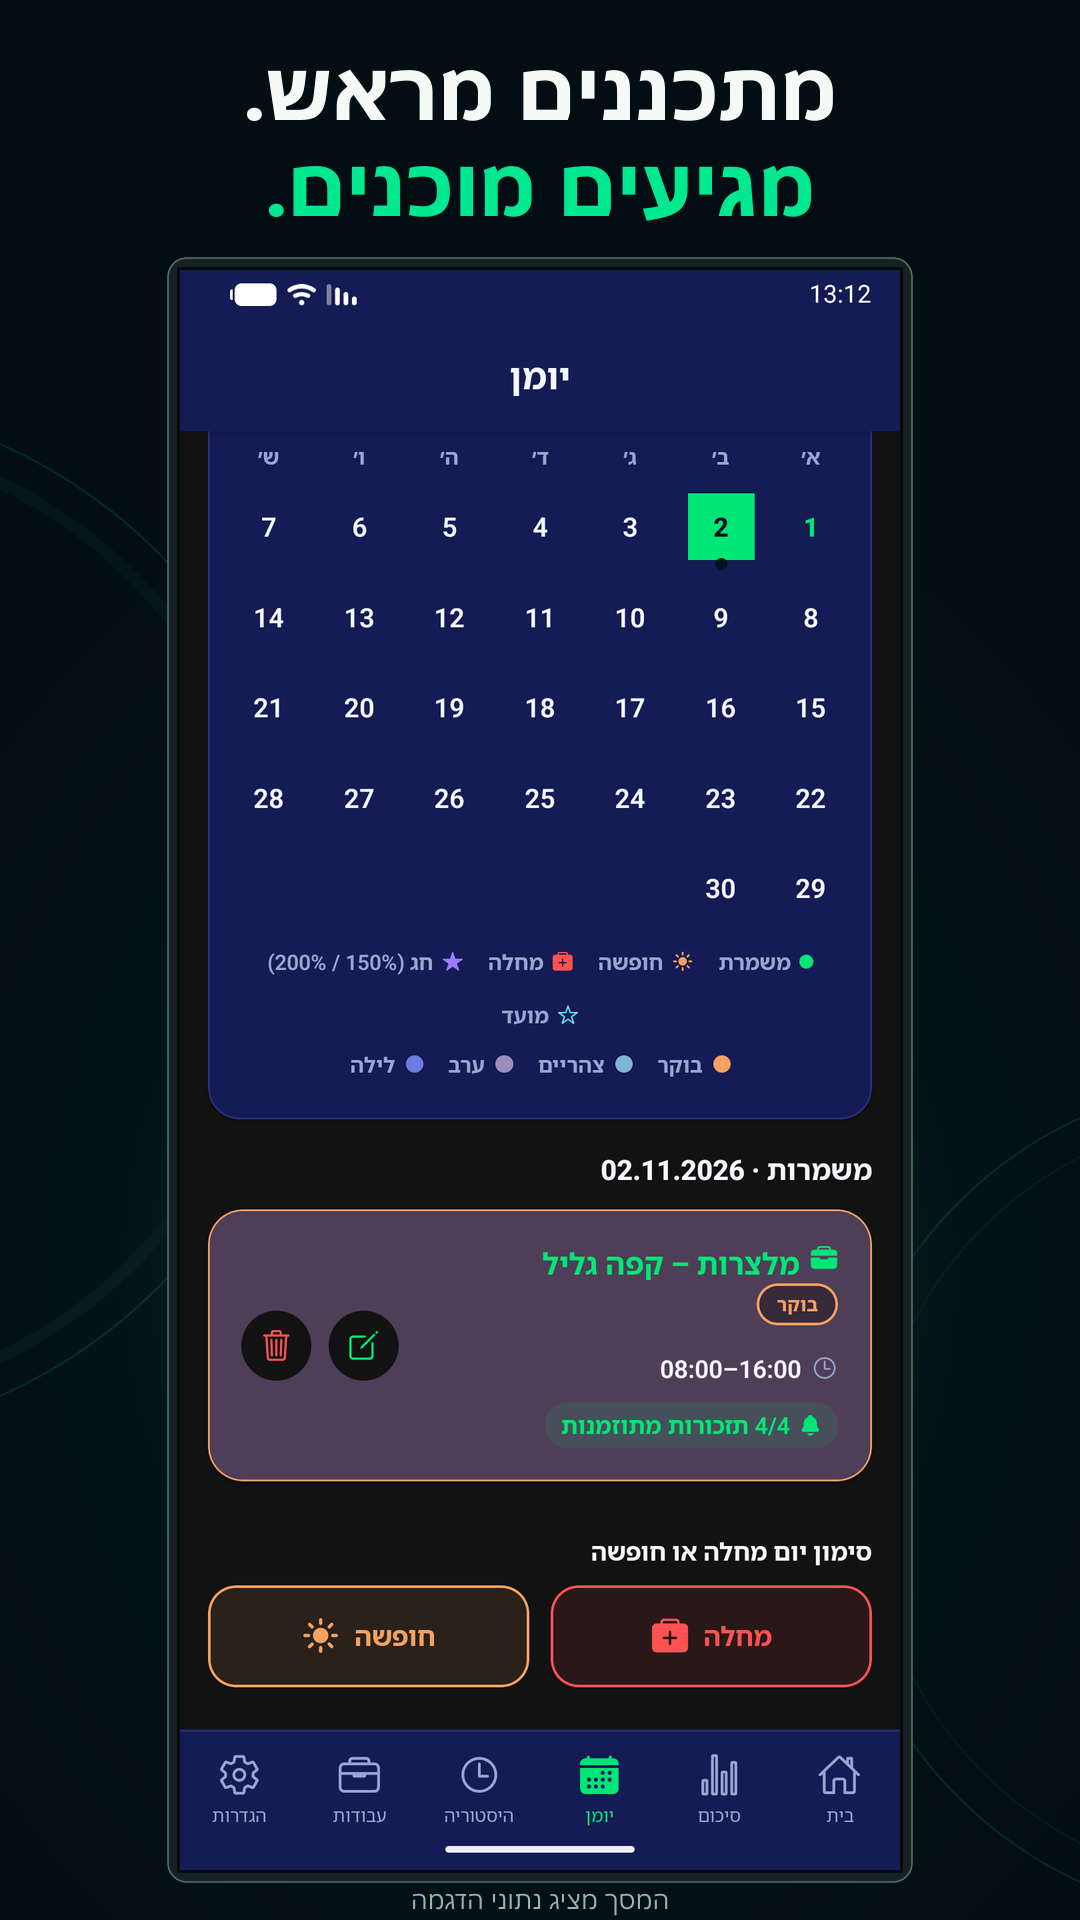 מתכננים מראש.
מגיעים מוכנים.
13:12
יומן
א׳ ב׳ ג׳ ד׳ ה׳ ו׳ ש׳
1 2 3 4 5 6 7
8 9 10 11 12 13 14
15 16 17 18 19 20 21
22 23 24 25 26 27 28
29 30
משמרת חופשה מחלה חג (150% / 200%)
מועד
בוקר צהריים ערב לילה
משמרות · 02.11.2026
מלצרות – קפה גליל
בוקר
08:00–16:00
4/4 תזכורות מתוזמנות
סימון יום מחלה או חופשה
מחלה חופשה
בית סיכום יומן היסטוריה עבודות הגדרות
המסך מציג נתוני הדגמה